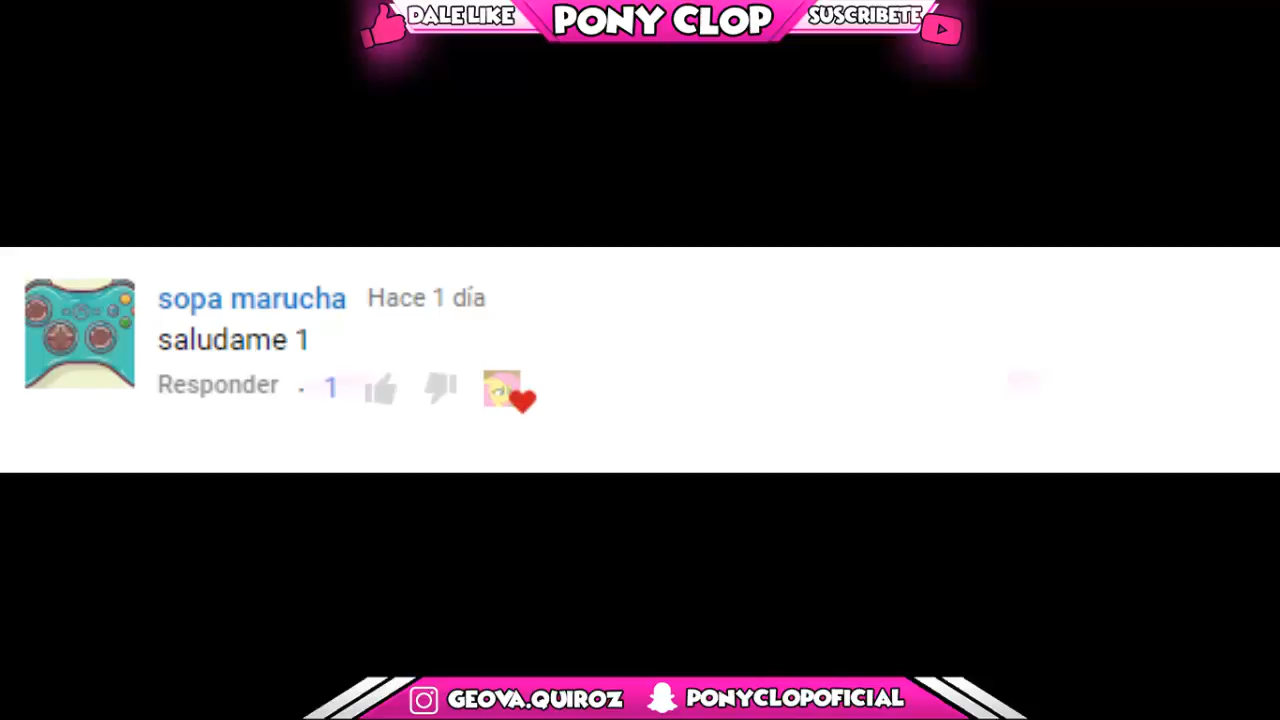 DALE LIKE PONY CLOP SUSCRIBETE
sopa marucha Hace 1 día
saludame 1
Responder . 1
GEOVA.QUIROZ PONYCLOPOFICIAL